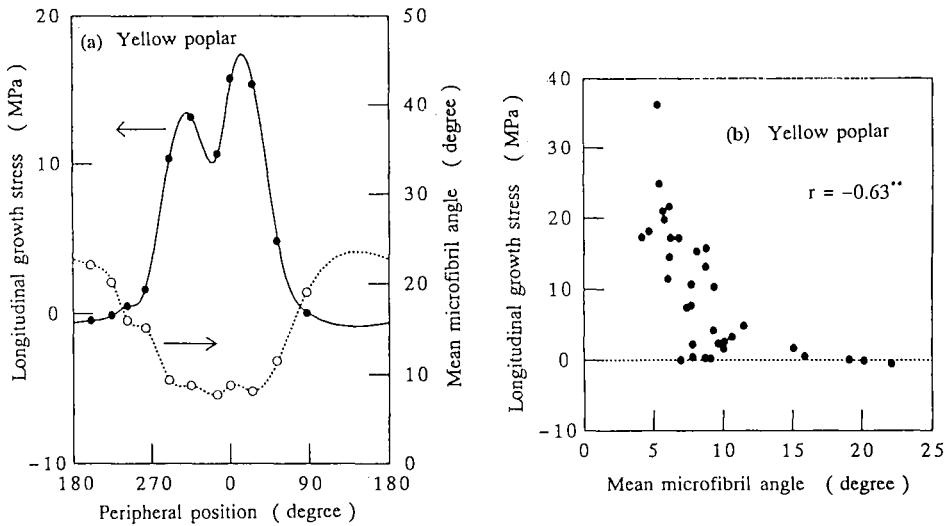 (a) Yellow poplar
Longitudinal growth stress ( MPa )
20
10
0
-10
Mean microfibril angle ( degree )
50
40
30
20
10
0
180 270 0 90 180
Peripheral position ( degree )
(b) Yellow poplar
r = -0.63**
Longitudinal growth stress ( MPa )
40
30
20
10
0
-10
0 5 10 15 20 25
Mean microfibril angle ( degree )